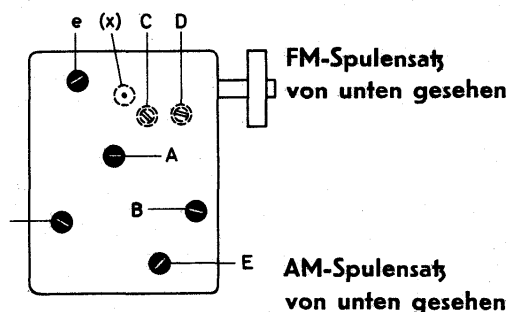 e (x) C D
FM-Spulensatz
von unten gesehen
A
B
E
AM-Spulensatz
von unten gesehen